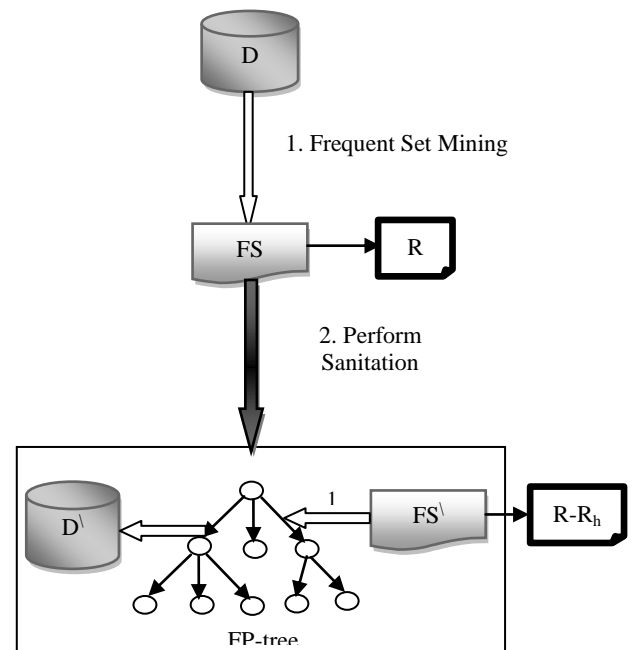 D
1. Frequent Set Mining
FS
R
2. Perform
Sanitation
1
D\
FS\
R-Rₕ
FP-tree